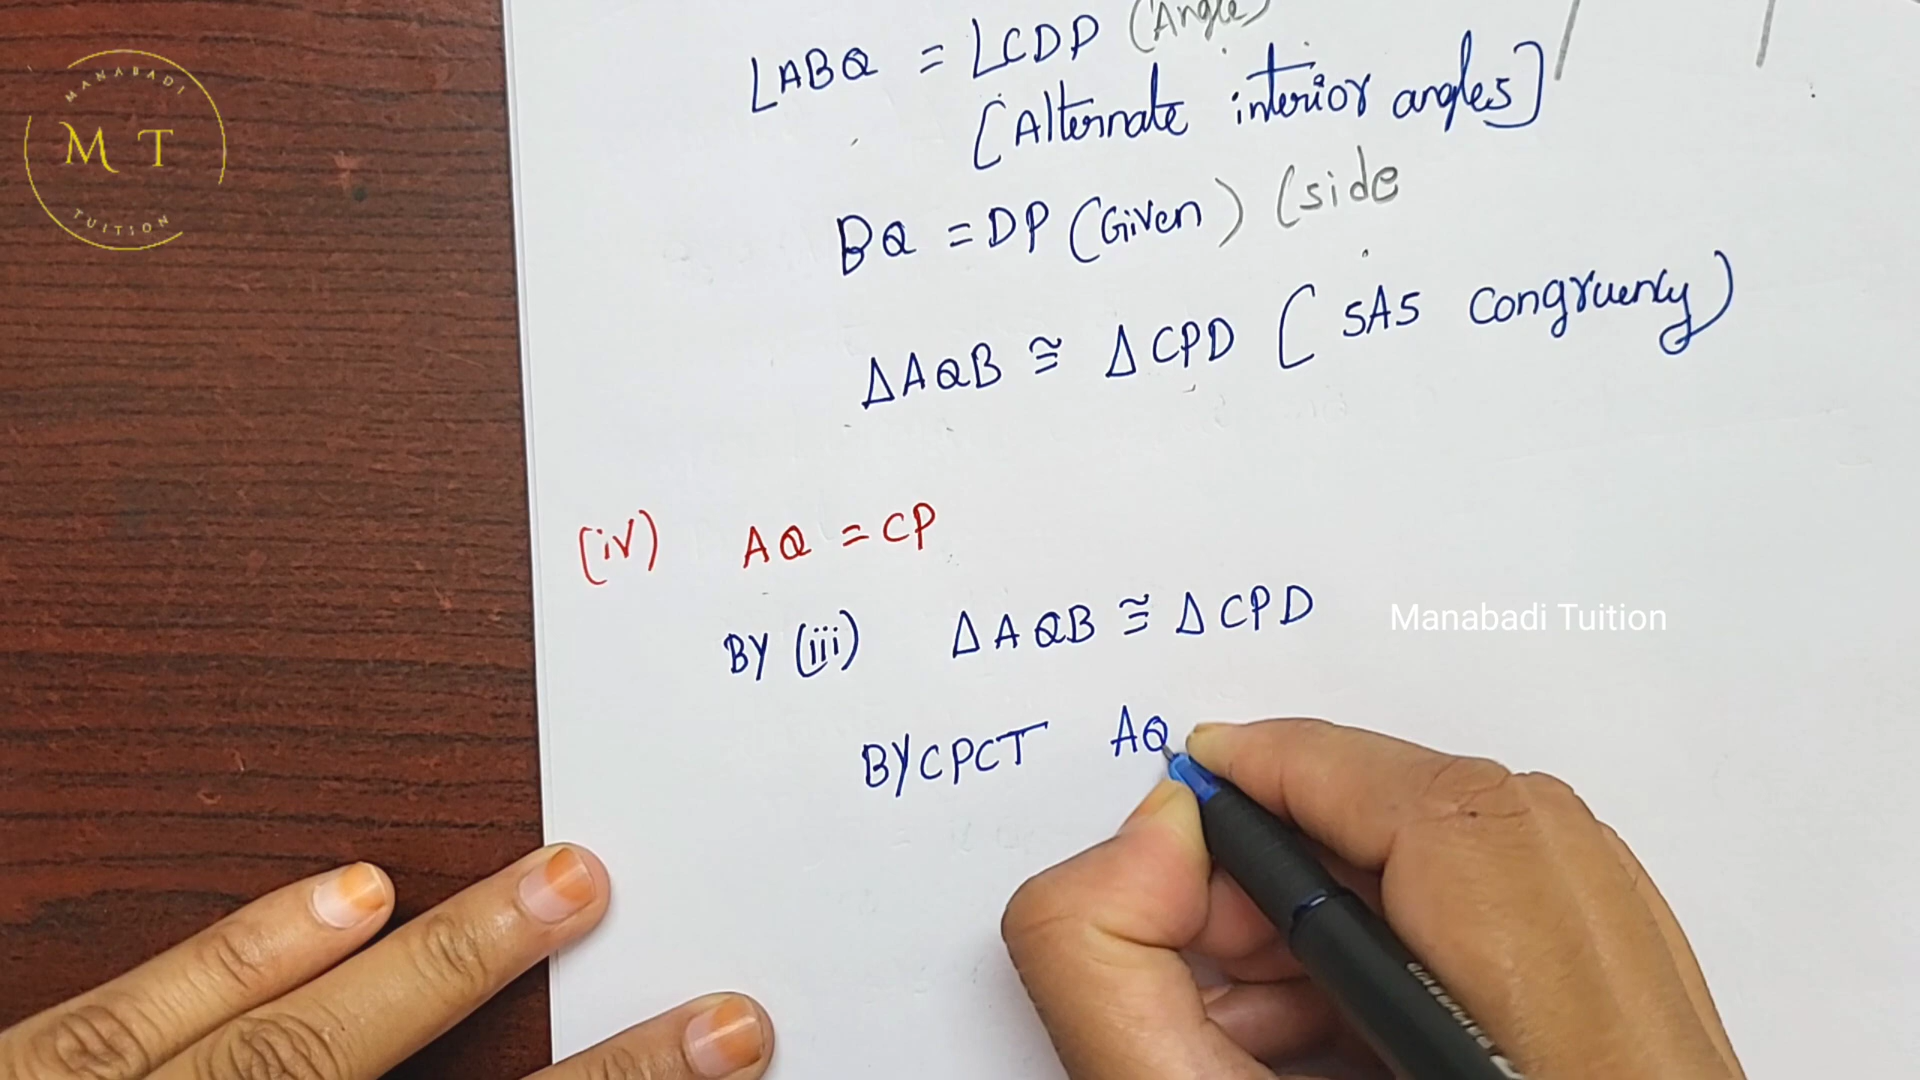 MANABADI
M T
TUITION
∟ABQ = ∟CDP (Angle)
[Alternate interior angles]
BQ = DP (Given) (side
ΔAQB ≅ ΔCPD ( SAS Congruency)
(iv) AQ = CP
BY (iii) ΔAQB ≅ ΔCPD
Manabadi Tuition
BY CPCT AQ